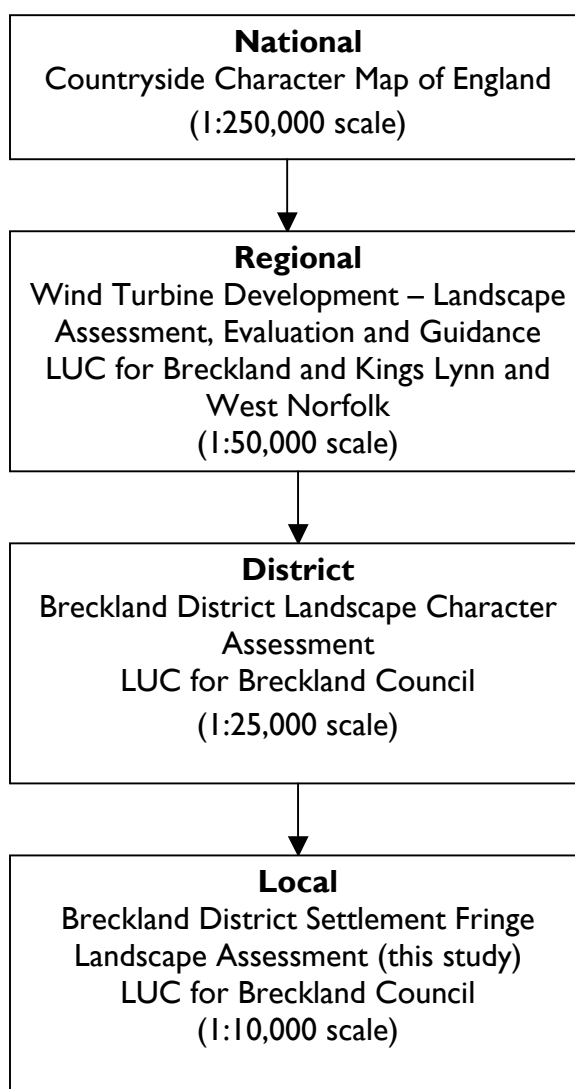 National
Countryside Character Map of England
(1:250,000 scale)
Regional
Wind Turbine Development – Landscape
Assessment, Evaluation and Guidance
LUC for Breckland and Kings Lynn and
West Norfolk
(1:50,000 scale)
District
Breckland District Landscape Character
Assessment
LUC for Breckland Council
(1:25,000 scale)
Local
Breckland District Settlement Fringe
Landscape Assessment (this study)
LUC for Breckland Council
(1:10,000 scale)